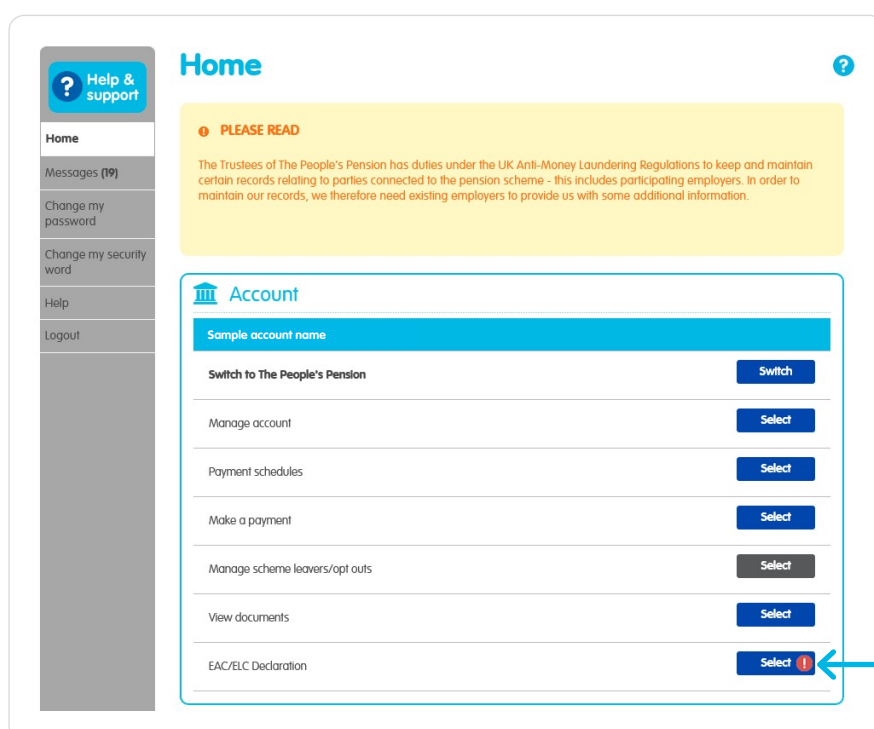 Help &
support
Home
Messages (19)
Change my
password
Change my security
word
Help
Logout
Home
?
PLEASE READ
The Trustees of The People's Pension has duties under the UK Anti-Money Laundering Regulations to keep and maintain
certain records relating to parties connected to the pension scheme - this includes participating employers. In order to
maintain our records, we therefore need existing employers to provide us with some additional information.
Account
Sample account name
Switch to The People's Pension Switch
Manage account Select
Payment schedules Select
Make a payment Select
Manage scheme leavers/opt outs Select
View documents Select
EAC/ELC Declaration Select !